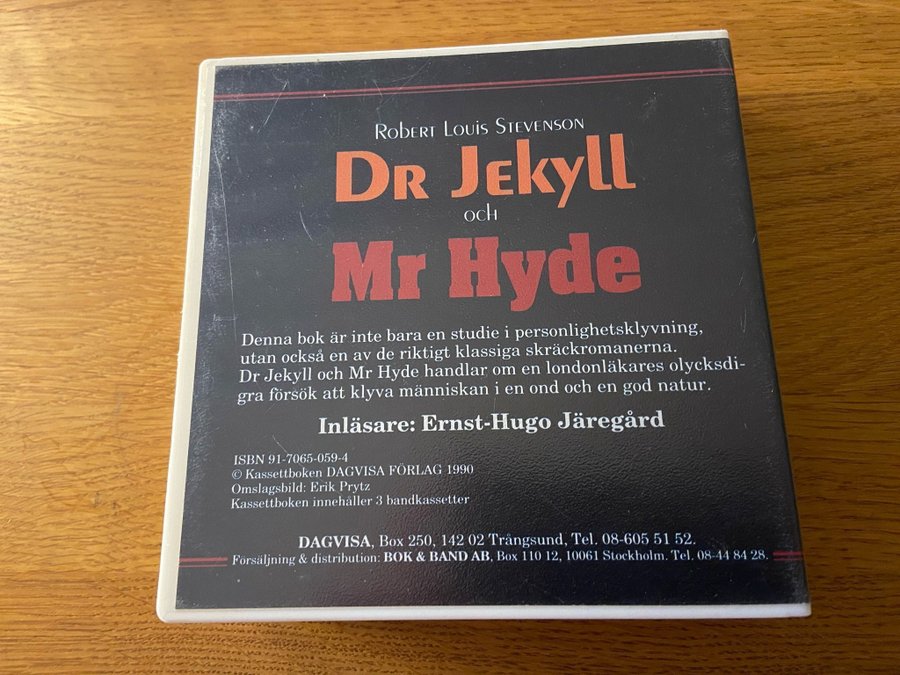 Robert Louis Stevenson
Dr Jekyll
och
Mr Hyde
Denna bok är inte bara en studie i personlighetsklyvning,
utan också en av de riktigt klassiga skräckromanerna.
Dr Jekyll och Mr Hyde handlar om en londonläkares olycksdi-
gra försök att klyva människan i en ond och en god natur.
Inläsare: Ernst-Hugo Järegård
ISBN 91-7065-059-4
© Kassettboken DAGVISA FÖRLAG 1990
Omslagsbild: Erik Prytz
Kassettboken innehåller 3 bandkassetter
DAGVISA, Box 250, 142 02 Trångsund, Tel. 08-605 51 52.
Försäljning & distribution: BOK & BAND AB, Box 110 12, 10061 Stockholm. Tel. 08-44 84 28.